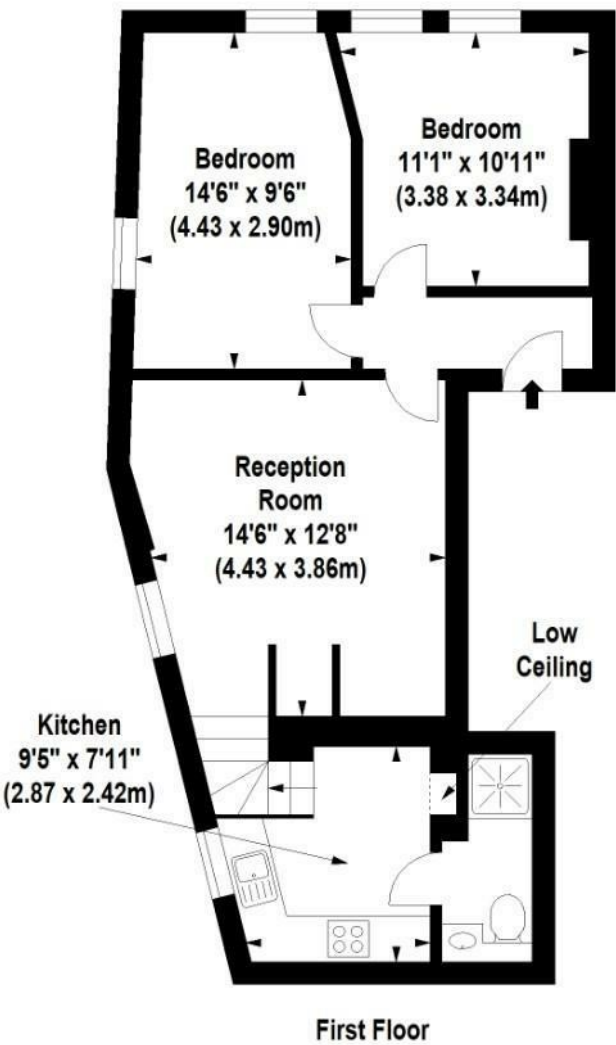 Bedroom
14'6" x 9'6"
(4.43 x 2.90m)
Bedroom
11'1" x 10'11"
(3.38 x 3.34m)
Reception
Room
14'6" x 12'8"
(4.43 x 3.86m)
Low
Ceiling
Kitchen
9'5" x 7'11"
(2.87 x 2.42m)
First Floor